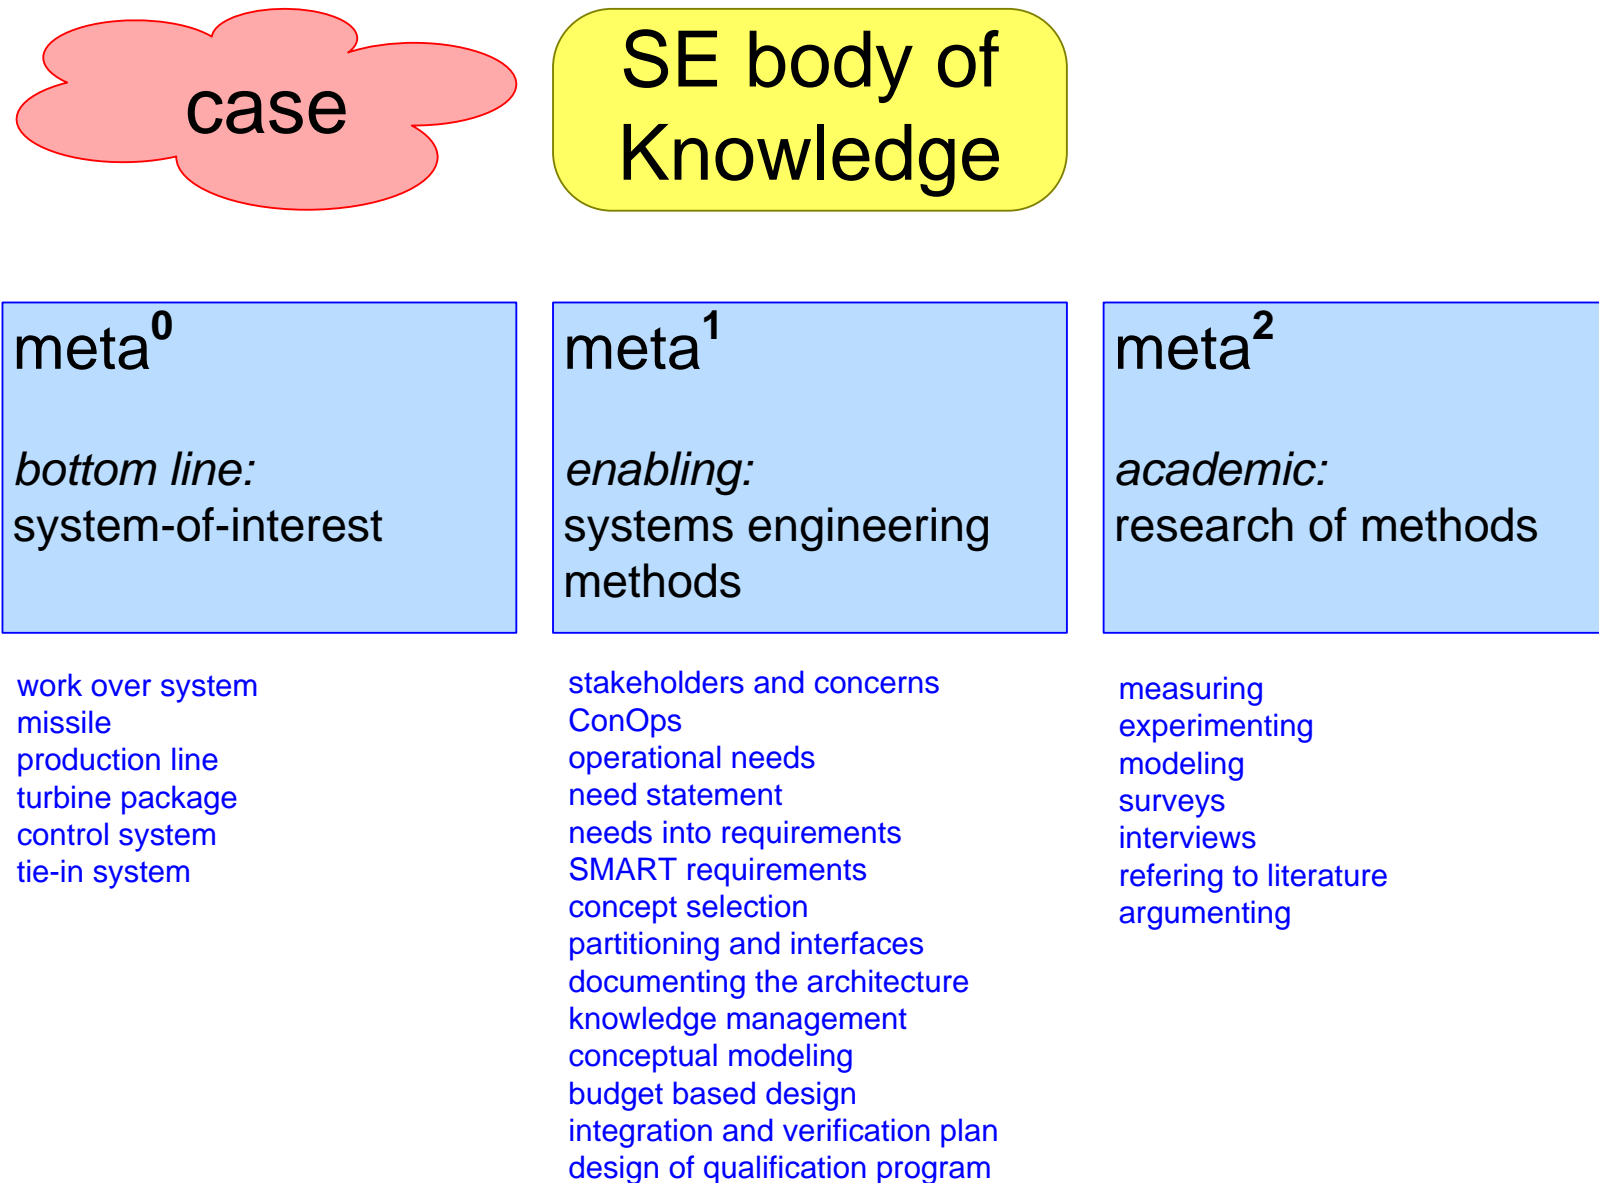 case
SE body of
Knowledge
meta0
bottom line:
system-of-interest
meta1
enabling:
systems engineering
methods
meta2
academic:
research of methods
work over system
missile
production line
turbine package
control system
tie-in system
stakeholders and concerns
ConOps
operational needs
need statement
needs into requirements
SMART requirements
concept selection
partitioning and interfaces
documenting the architecture
knowledge management
conceptual modeling
budget based design
integration and verification plan
design of qualification program
measuring
experimenting
modeling
surveys
interviews
refering to literature
argumenting